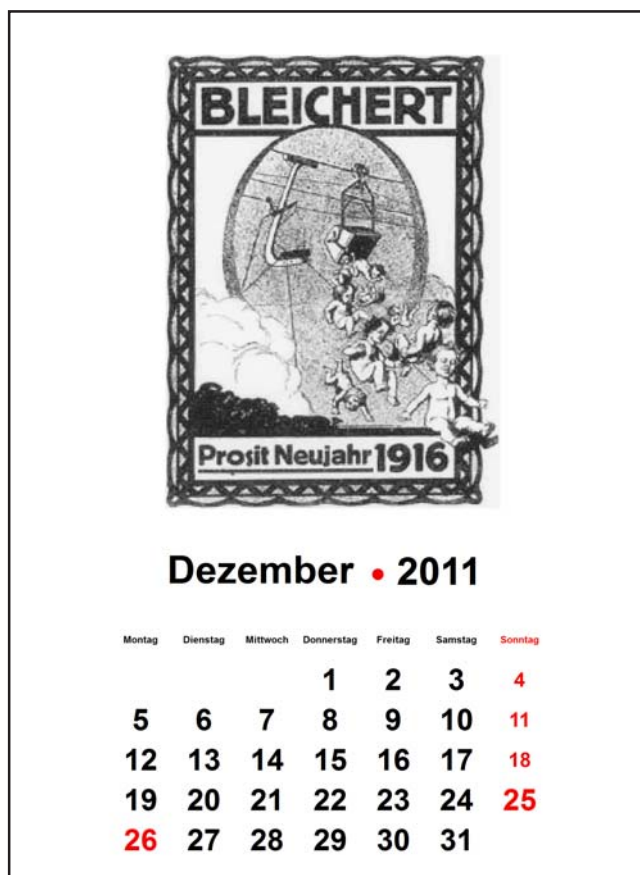 BLEICHERT
Prosit Neujahr 1916
Dezember • 2011
Montag Dienstag Mittwoch Donnerstag Freitag Samstag Sonntag
1 2 3 4
5 6 7 8 9 10 11
12 13 14 15 16 17 18
19 20 21 22 23 24 25
26 27 28 29 30 31